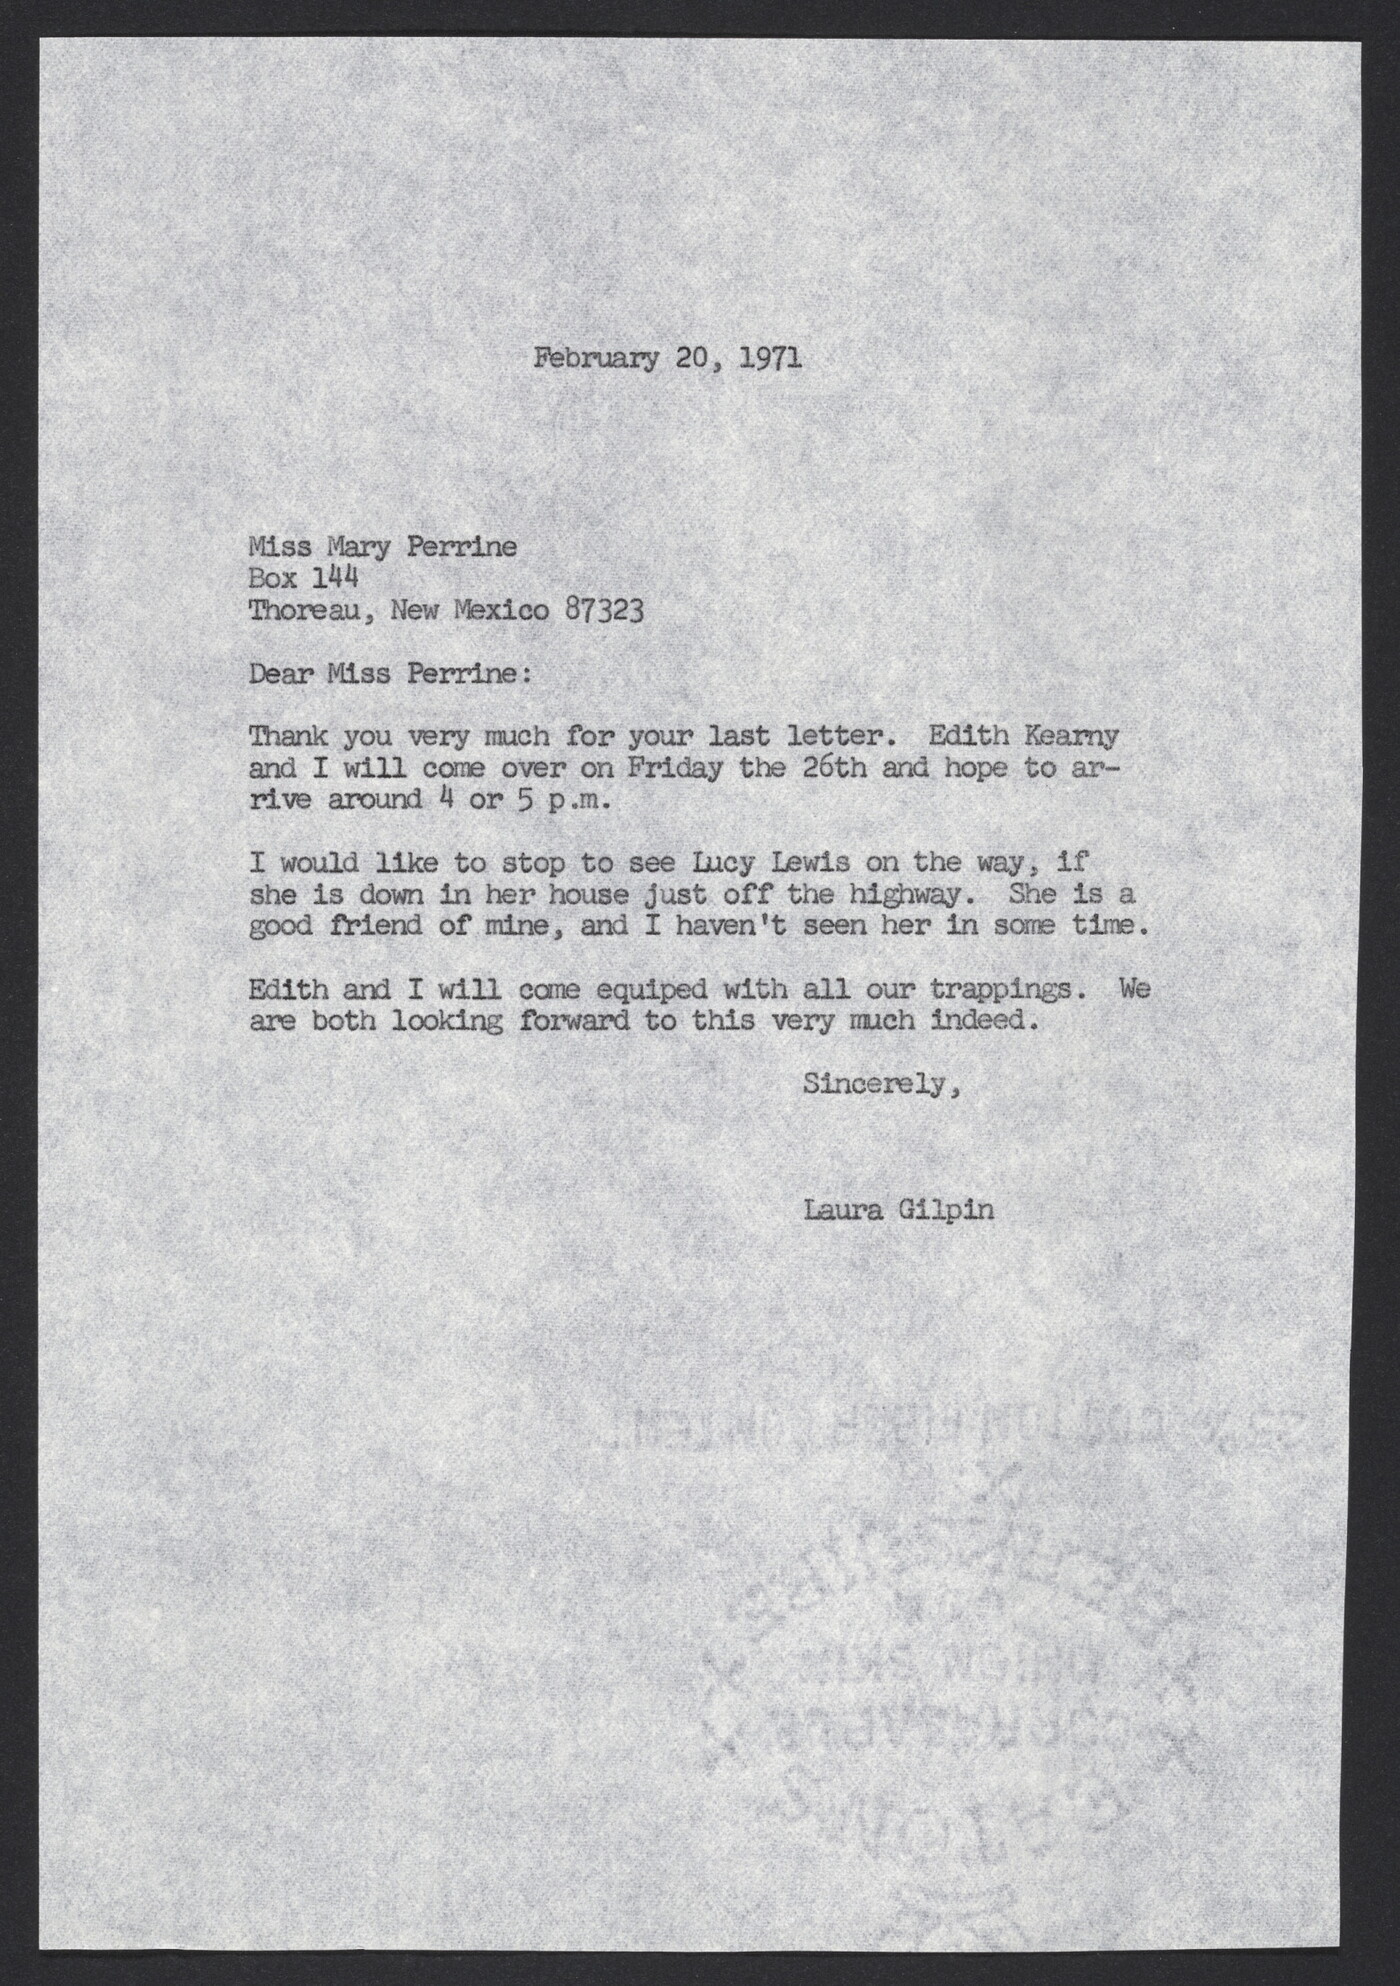 February 20, 1971
Miss Mary Perrine
Box 144
Thoreau, New Mexico 87323
Dear Miss Perrine:
Thank you very much for your last letter.  Edith Kearny
and I will come over on Friday the 26th and hope to ar-
rive around 4 or 5 p.m.
I would like to stop to see Lucy Lewis on the way, if
she is down in her house just off the highway.  She is a
good friend of mine, and I haven't seen her in some time.
Edith and I will come equiped with all our trappings.  We
are both looking forward to this very much indeed.
Sincerely,
Laura Gilpin